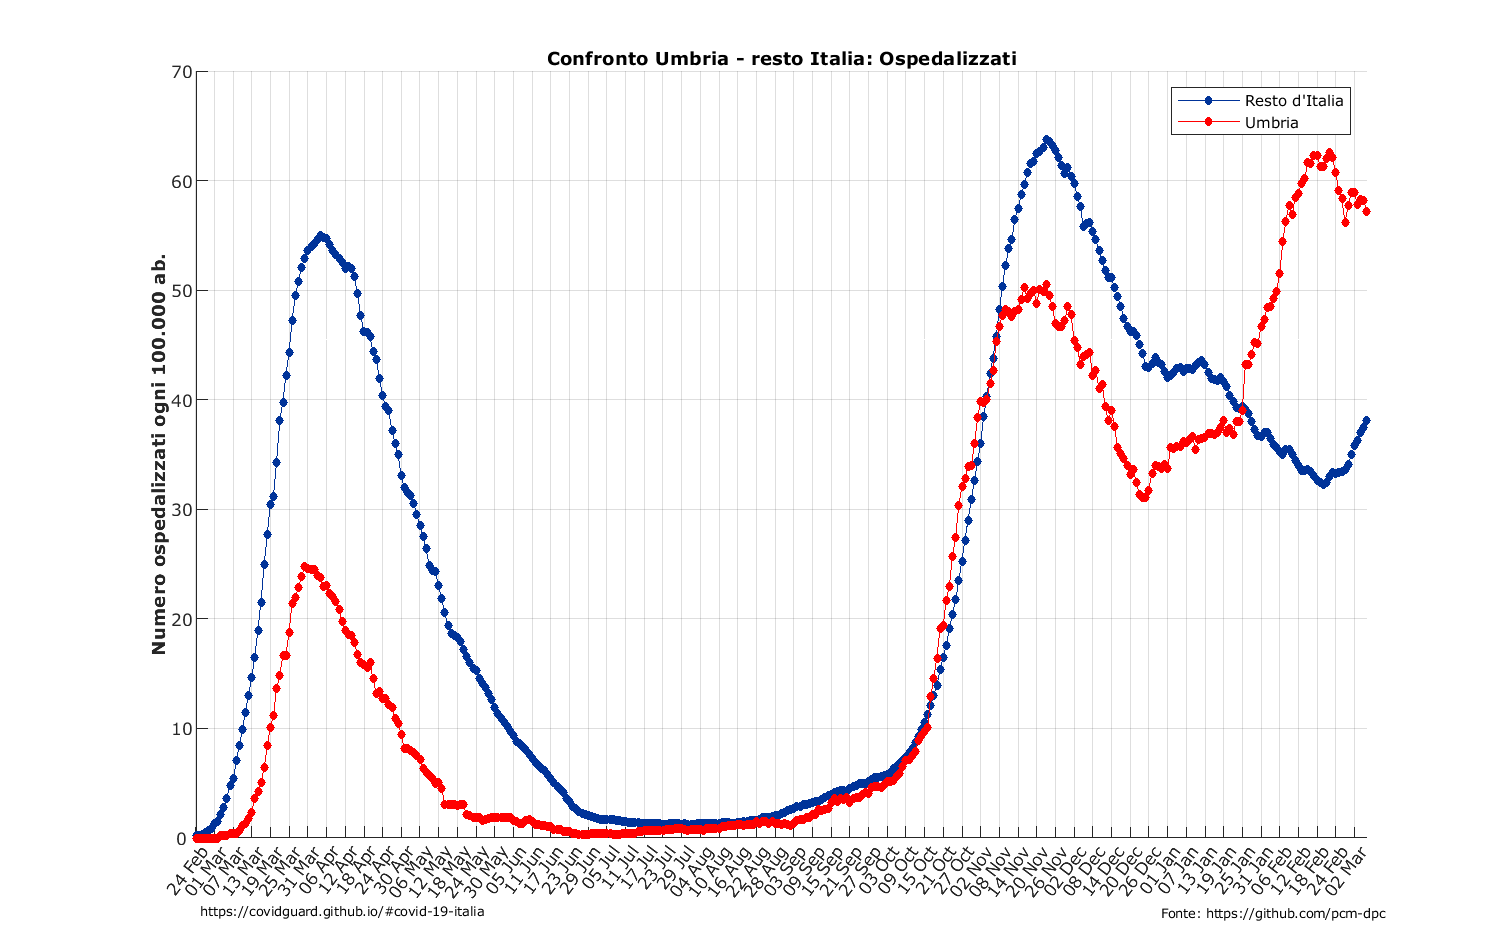 Confronto Umbria - resto Italia: Ospedalizzati
Resto d'Italia
Umbria
Numero ospedalizzati ogni 100.000 ab.
70
60
50
40
30
20
10
0
24 Feb
01 Mar
07 Mar
13 Mar
19 Mar
25 Mar
31 Mar
06 Apr
12 Apr
18 Apr
24 Apr
30 Apr
06 May
12 May
18 May
24 May
30 May
05 Jun
11 Jun
17 Jun
23 Jun
29 Jun
05 Jul
11 Jul
17 Jul
23 Jul
29 Jul
04 Aug
10 Aug
16 Aug
22 Aug
28 Aug
03 Sep
09 Sep
15 Sep
21 Sep
27 Sep
03 Oct
09 Oct
15 Oct
21 Oct
27 Oct
02 Nov
08 Nov
14 Nov
20 Nov
26 Nov
02 Dec
08 Dec
14 Dec
20 Dec
26 Dec
01 Jan
07 Jan
13 Jan
19 Jan
25 Jan
31 Jan
06 Feb
12 Feb
18 Feb
24 Feb
02 Mar
https://covidguard.github.io/#covid-19-italia
Fonte: https://github.com/pcm-dpc